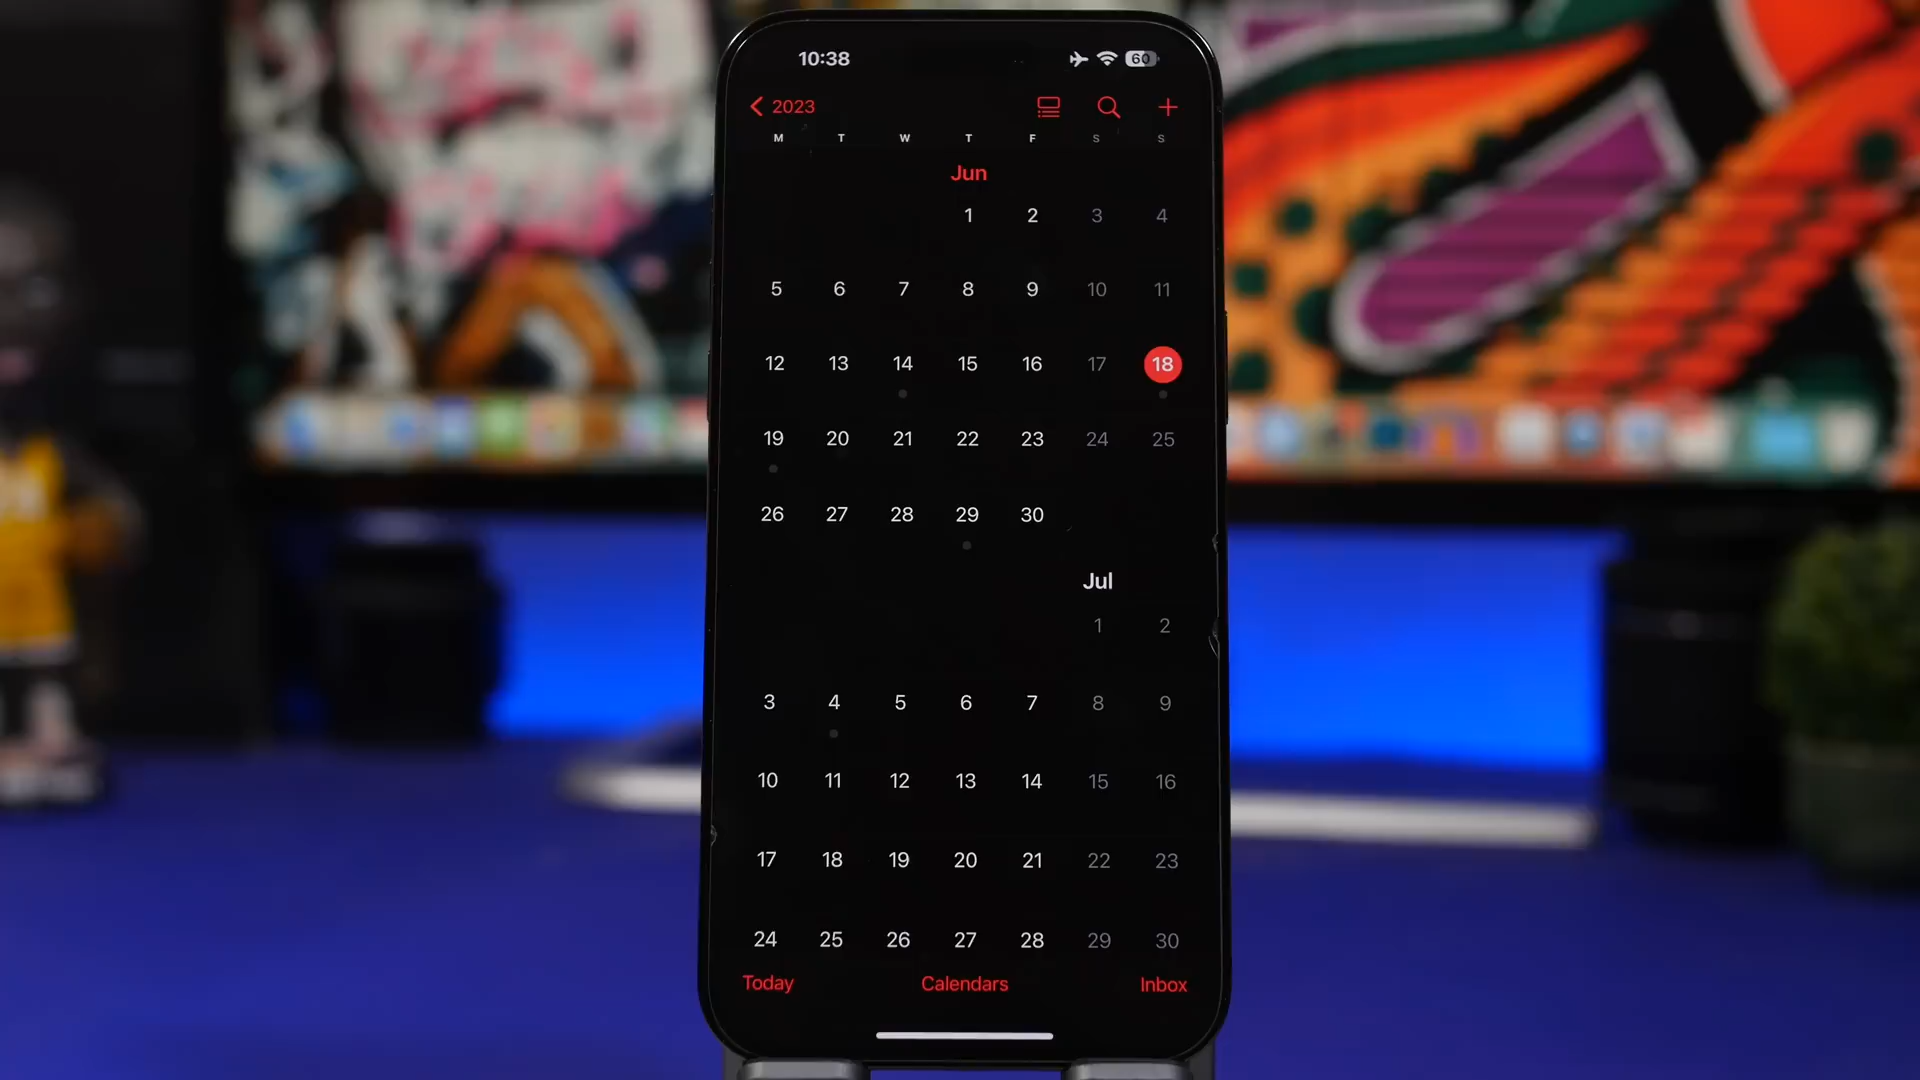 10:38 60
2023
M T W T F S S
Jun
1 2 3 4
5 6 7 8 9 10 11
12 13 14 15 16 17 18
19 20 21 22 23 24 25
26 27 28 29 30
Jul
1 2
3 4 5 6 7 8 9
10 11 12 13 14 15 16
17 18 19 20 21 22 23
24 25 26 27 28 29 30
Today Calendars Inbox